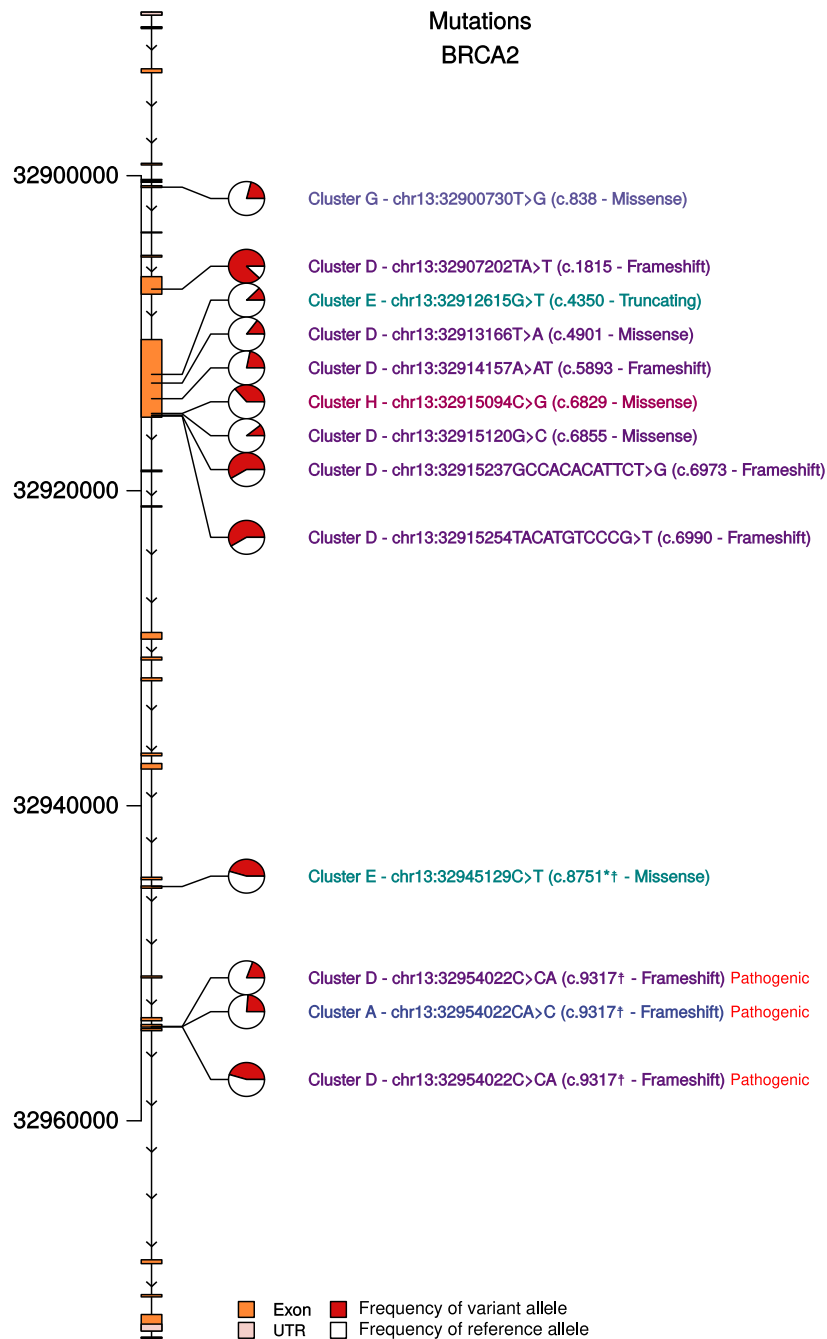 Mutations
BRCA2
32900000
Cluster G - chr13:32900730T>G (c.838 - Missense)
Cluster D - chr13:32907202TA>T (c.1815 - Frameshift)
Cluster E - chr13:32912615G>T (c.4350 - Truncating)
Cluster D - chr13:32913166T>A (c.4901 - Missense)
Cluster D - chr13:32914157A>AT (c.5893 - Frameshift)
Cluster H - chr13:32915094C>G (c.6829 - Missense)
Cluster D - chr13:32915120G>C (c.6855 - Missense)
Cluster D - chr13:32915237GCCACACATTCT>G (c.6973 - Frameshift)
32920000
Cluster D - chr13:32915254TACATGTCCCG>T (c.6990 - Frameshift)
32940000
Cluster E - chr13:32945129C>T (c.8751*† - Missense)
Cluster D - chr13:32954022C>CA (c.9317† - Frameshift) Pathogenic
Cluster A - chr13:32954022CA>C (c.9317† - Frameshift) Pathogenic
Cluster D - chr13:32954022C>CA (c.9317† - Frameshift) Pathogenic
32960000
Exon
Frequency of variant allele
UTR
Frequency of reference allele